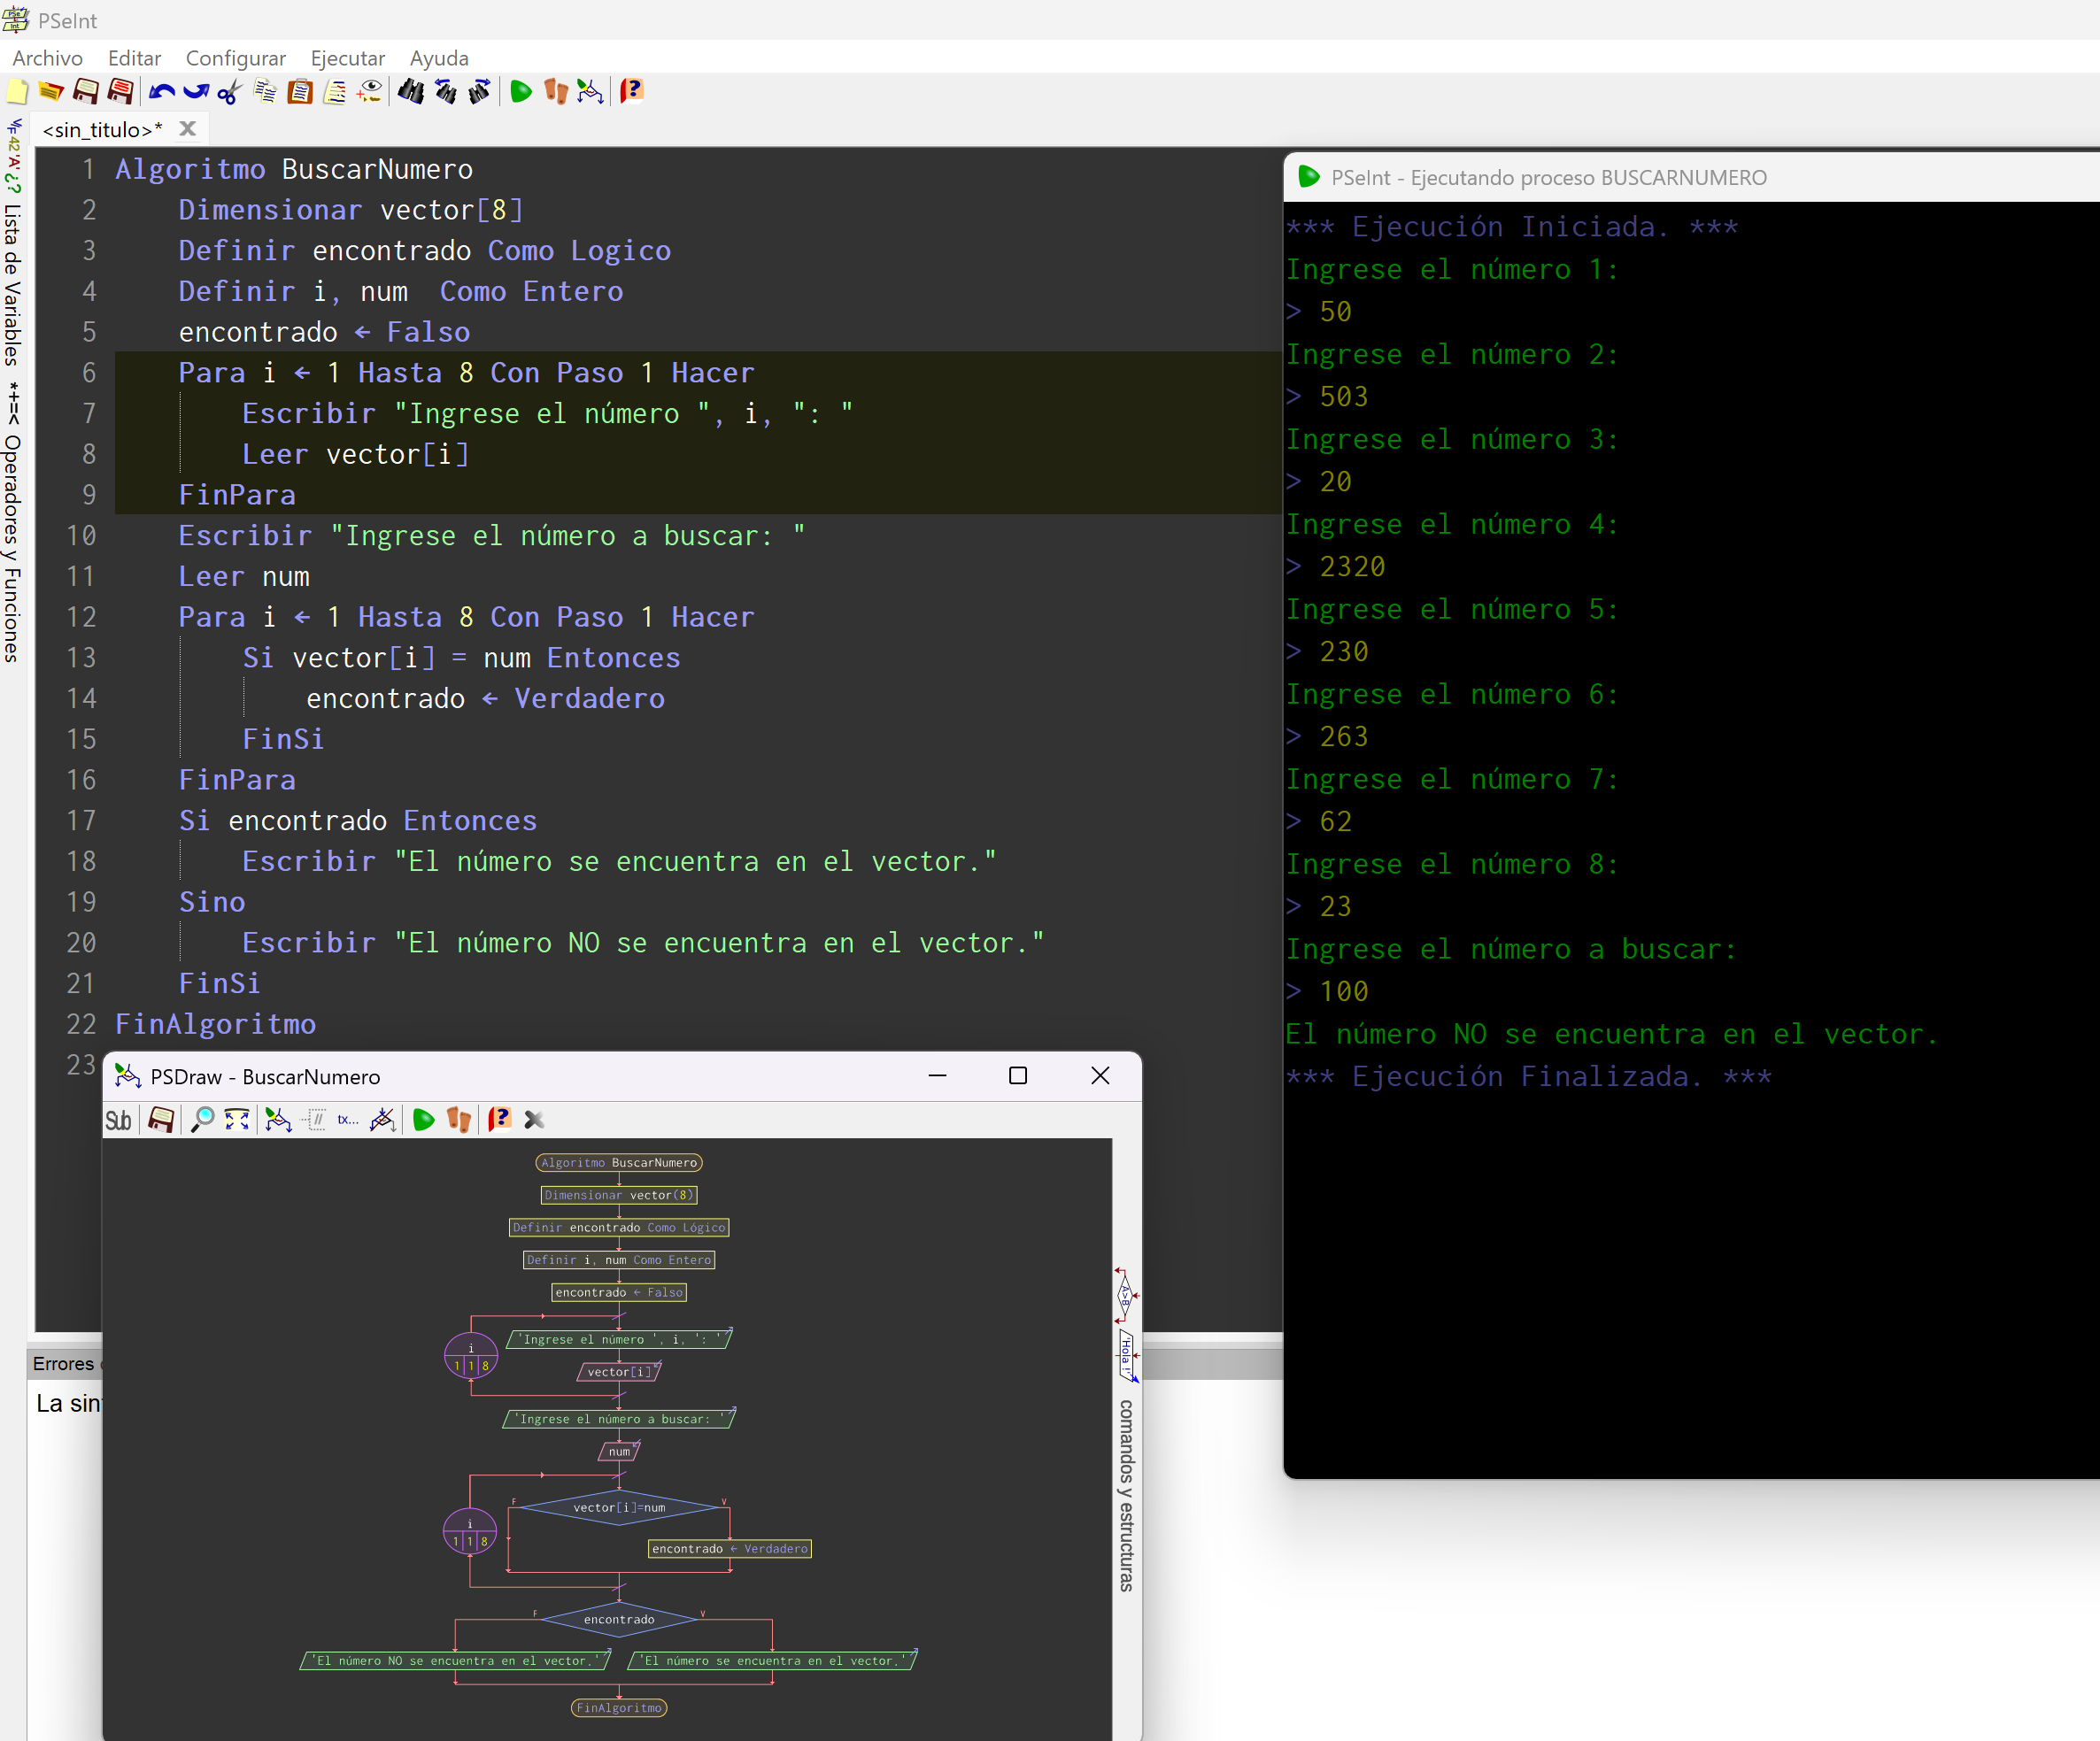 PSeInt
Archivo Editar Configurar Ejecutar Ayuda
<sin_titulo>*
Lista de Variables
*+=< Operadores y Funciones
1 Algoritmo BuscarNumero
2 Dimensionar vector[8]
3 Definir encontrado Como Logico
4 Definir i, num  Como Entero
5 encontrado ← Falso
6 Para i ← 1 Hasta 8 Con Paso 1 Hacer
7 Escribir "Ingrese el número ", i, ": "
8 Leer vector[i]
9 FinPara
10 Escribir "Ingrese el número a buscar: "
11 Leer num
12 Para i ← 1 Hasta 8 Con Paso 1 Hacer
13 Si vector[i] = num Entonces
14 encontrado ← Verdadero
15 FinSi
16 FinPara
17 Si encontrado Entonces
18 Escribir "El número se encuentra en el vector."
19 Sino
20 Escribir "El número NO se encuentra en el vector."
21 FinSi
22 FinAlgoritmo
23
PSeInt - Ejecutando proceso BUSCARNUMERO
*** Ejecución Iniciada. ***
Ingrese el número 1:
> 50
Ingrese el número 2:
> 503
Ingrese el número 3:
> 20
Ingrese el número 4:
> 2320
Ingrese el número 5:
> 230
Ingrese el número 6:
> 263
Ingrese el número 7:
> 62
Ingrese el número 8:
> 23
Ingrese el número a buscar:
> 100
El número NO se encuentra en el vector.
*** Ejecución Finalizada. ***
PSDraw - BuscarNumero
Sub
tx...
Algoritmo BuscarNumero
Dimensionar vector(8)
Definir encontrado Como Lógico
Definir i, num Como Entero
encontrado ← Falso
'Ingrese el número ', i, ': '
i
1 1 8
vector[i]
'Ingrese el número a buscar: '
num
F vector[i]=num V
i
1 1 8
encontrado ← Verdadero
F encontrado V
'El número NO se encuentra en el vector.' 'El número se encuentra en el vector.'
FinAlgoritmo
A>B
'Hola !'
comandos y estructuras
Errores
La sin